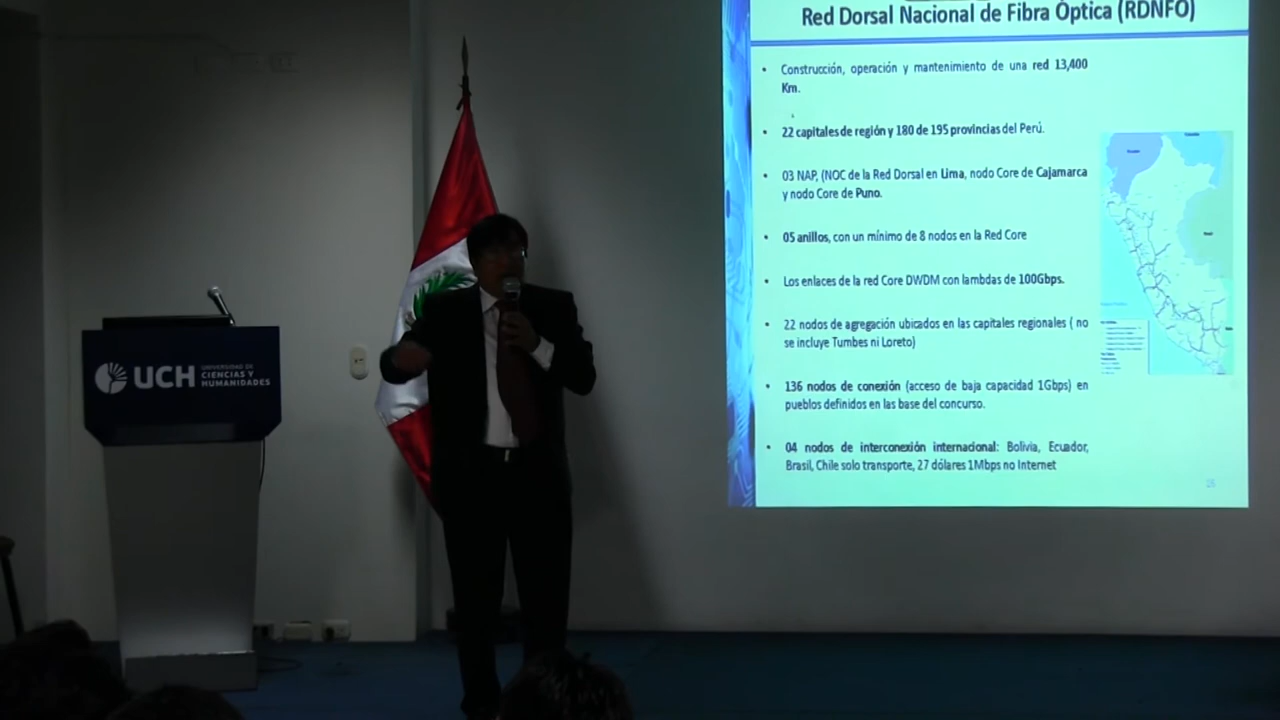 Red Dorsal Nacional de Fibra Óptica (RDNFO)
• Construcción, operación y mantenimiento de una red 13,400
Km.
• 22 capitales de región y 180 de 195 provincias del Perú.
• 03 NAP, (NOC de la Red Dorsal en Lima, nodo Core de Cajamarca
y nodo Core de Puno.
• 05 anillos, con un mínimo de 8 nodos en la Red Core
• Los enlaces de la red Core DWDM con lambdas de 100Gbps.
• 22 nodos de agregación ubicados en las capitales regionales ( no
se incluye Tumbes ni Loreto)
• 136 nodos de conexión (acceso de baja capacidad 1Gbps) en
pueblos definidos en las base del concurso.
• 04 nodos de interconexión internacional: Bolivia, Ecuador,
Brasil, Chile solo transporte, 27 dólares 1Mbps no Internet
UCH
UNIVERSIDAD DE
CIENCIAS Y
HUMANIDADES